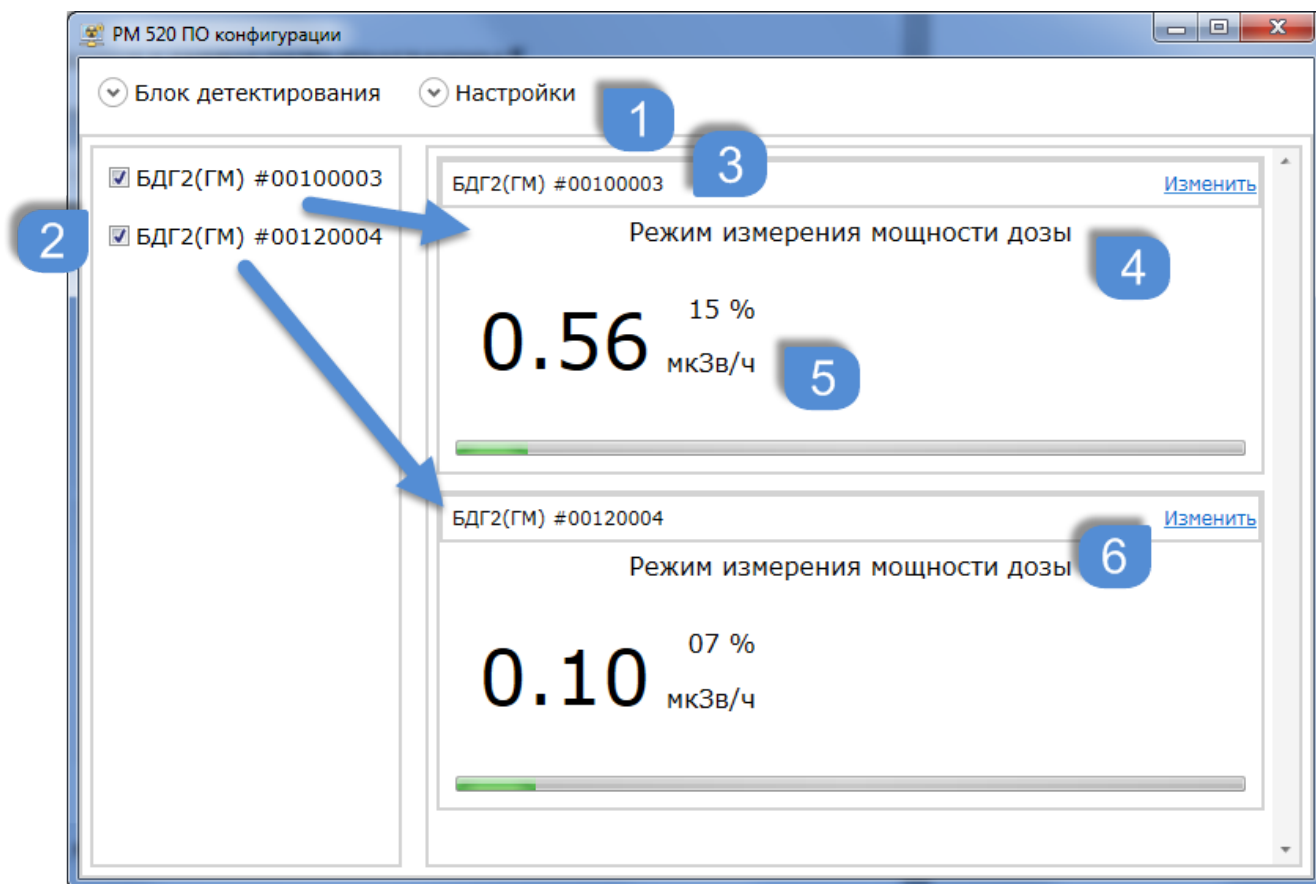 PM 520 ПО конфигурации
Блок детектирования Настройки
1
БДГ2(ГМ) #00100003
БДГ2(ГМ) #00120004
2
БДГ2(ГМ) #00100003
3
Изменить
Режим измерения мощности дозы
4
15 %
0.56 мкЗв/ч
5
БДГ2(ГМ) #00120004
Изменить
6
Режим измерения мощности дозы
07 %
0.10 мкЗв/ч